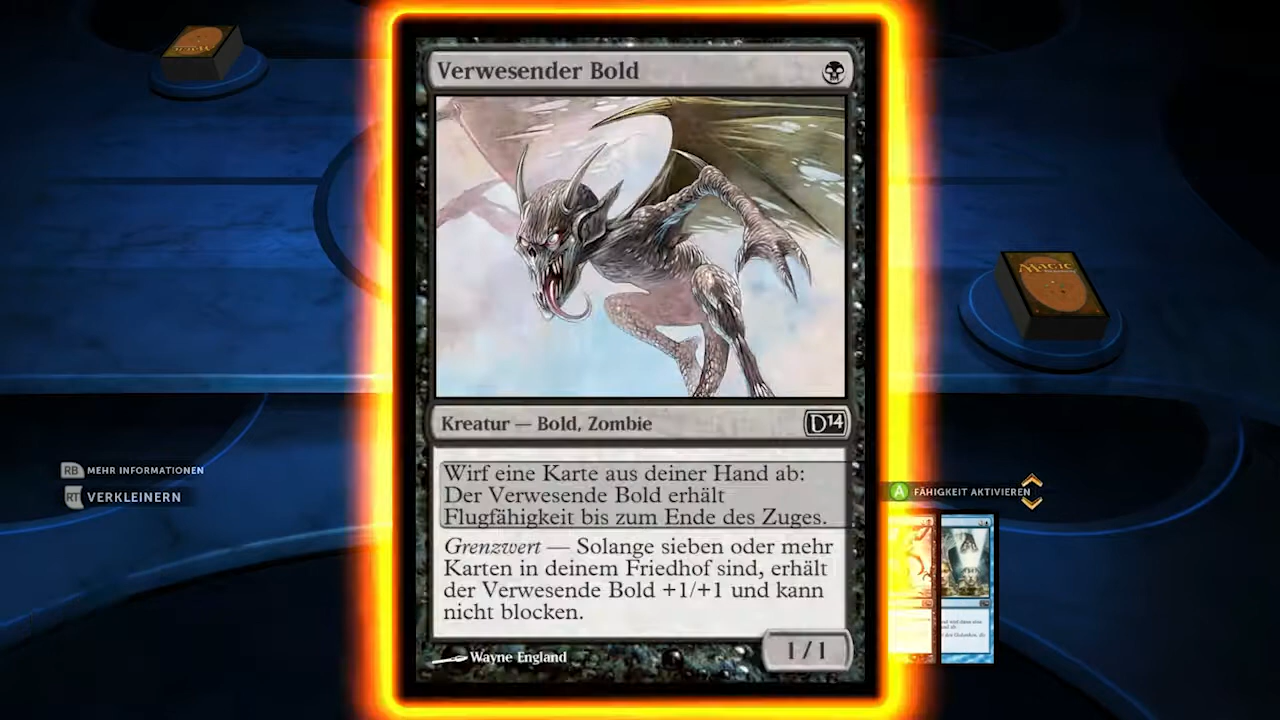 Verwesender Bold
MAGIC
Kreatur — Bold, Zombie
D14
RB MEHR INFORMATIONEN
RT VERKLEINERN
Wirf eine Karte aus deiner Hand ab:
Der Verwesende Bold erhält
Flugfähigkeit bis zum Ende des Zuges.
A FÄHIGKEIT AKTIVIEREN
Grenzwert — Solange sieben oder mehr
Karten in deinem Friedhof sind, erhält
der Verwesende Bold +1/+1 und kann
nicht blocken.
1/1
Wayne England